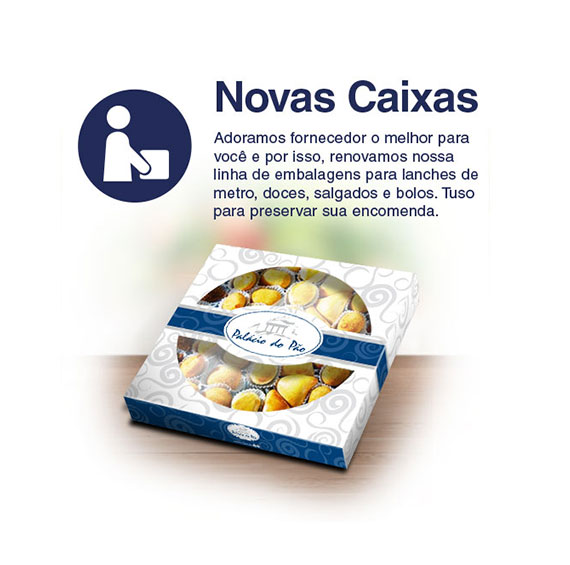 Novas Caixas
Adoramos fornecedor o melhor para
você e por isso, renovamos nossa
linha de embalagens para lanches de
metro, doces, salgados e bolos. Tuso
para preservar sua encomenda.
Palácio do Pão